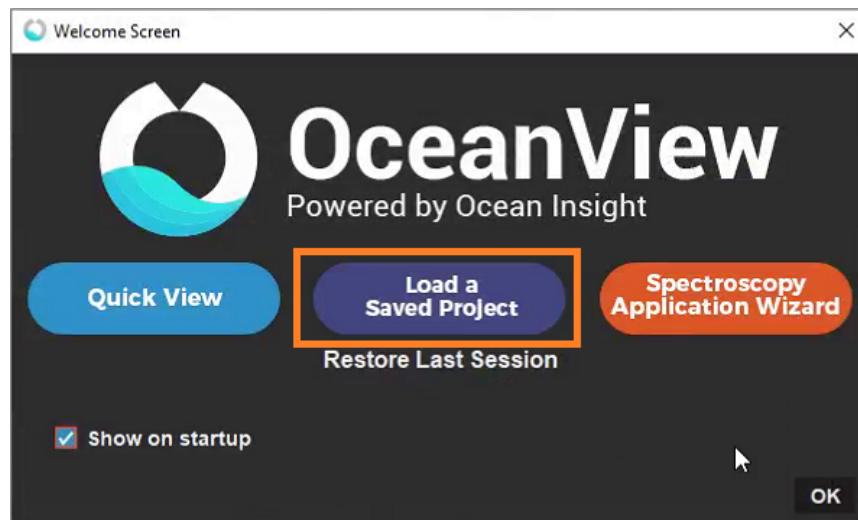 Welcome Screen
OceanView
Powered by Ocean Insight
Quick View
Load a
Saved Project
Spectroscopy
Application Wizard
Restore Last Session
Show on startup
OK